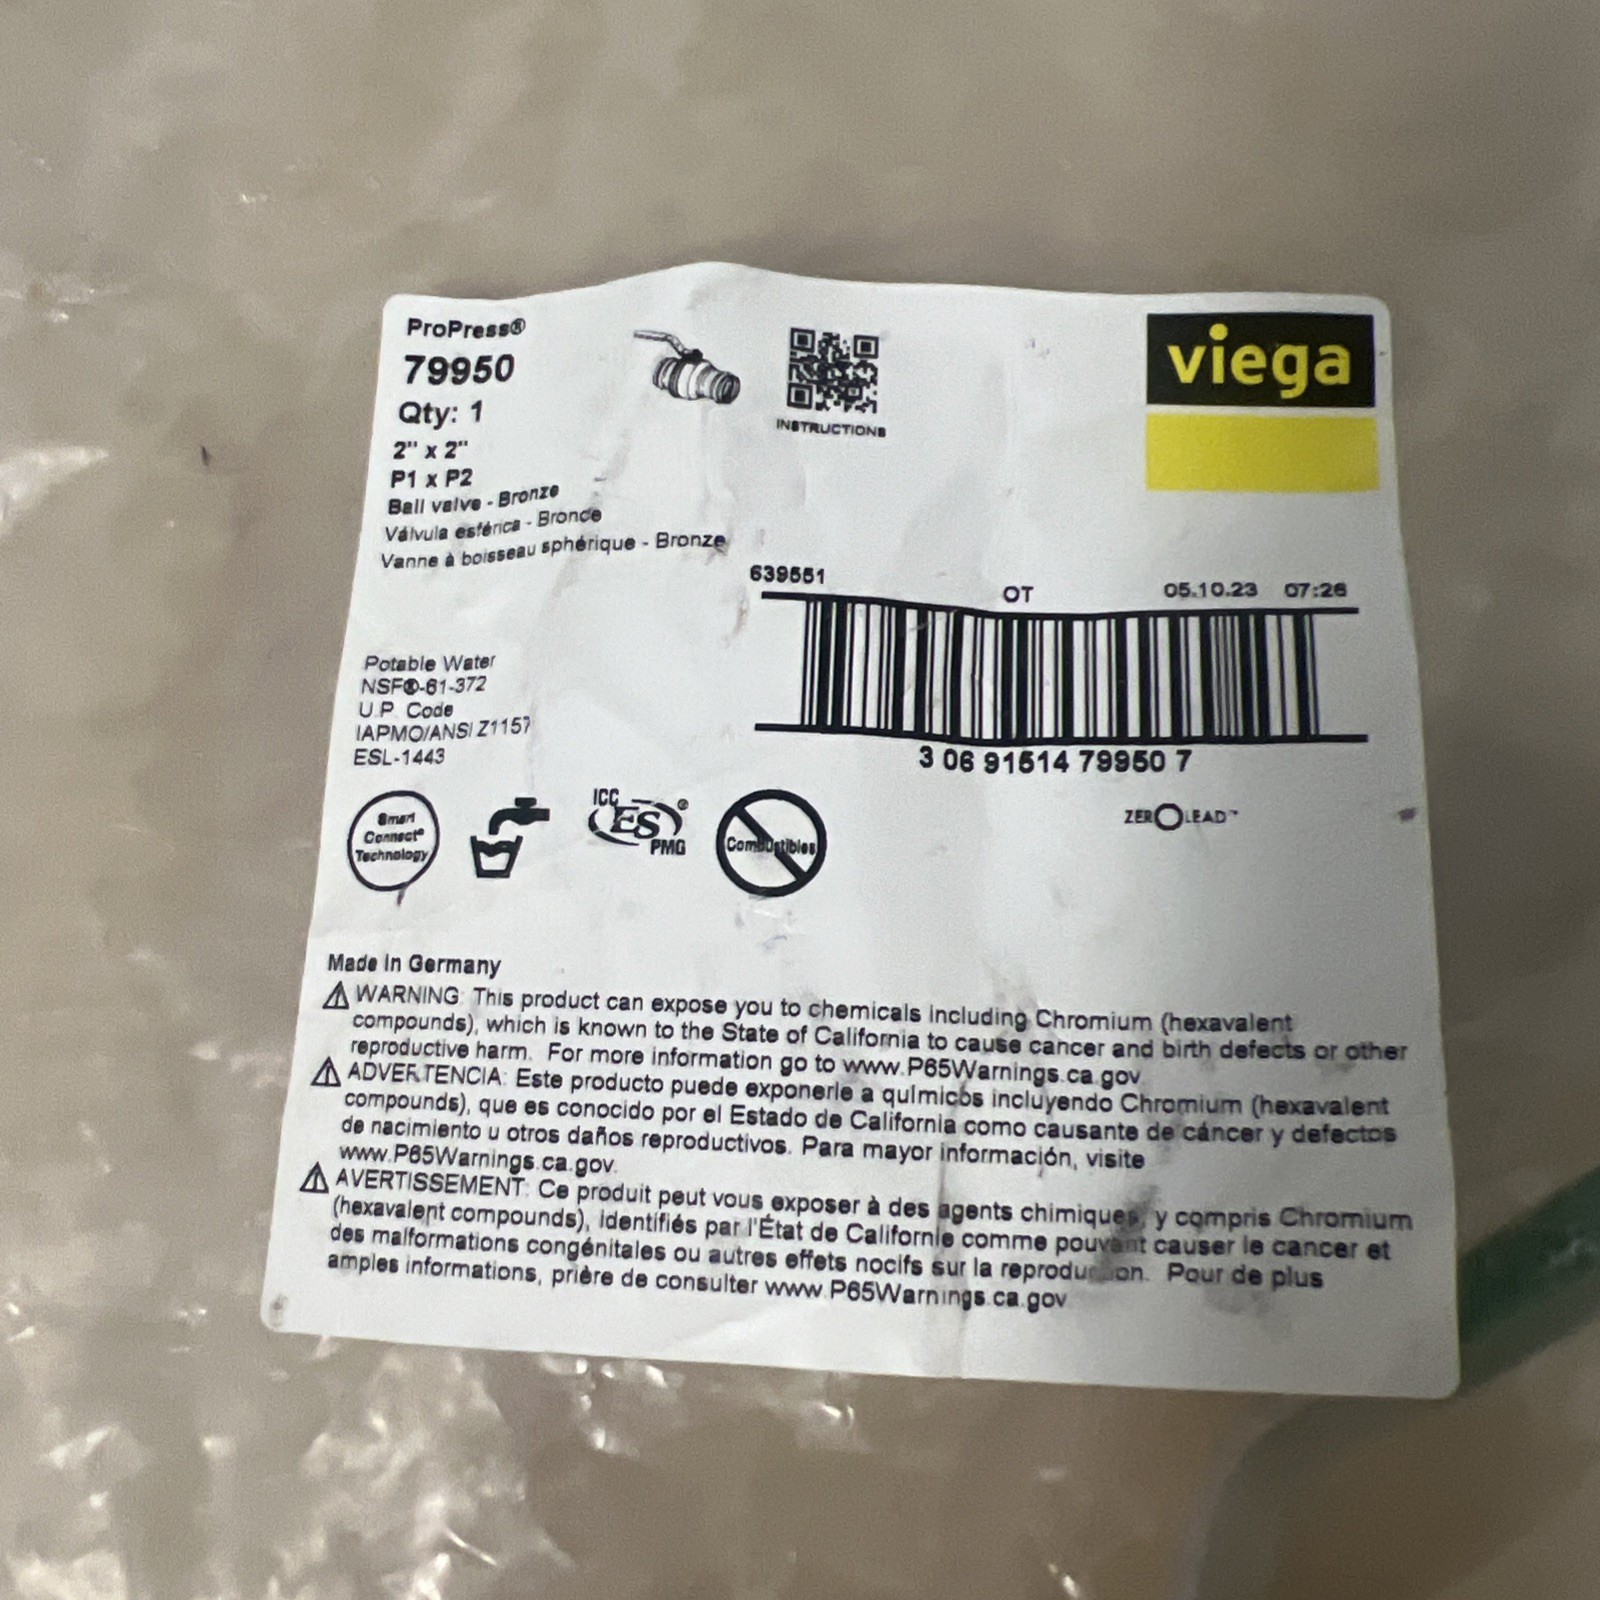 ProPress®
79950
Qty: 1
2" x 2"
P1 x P2
Ball valve - Bronze
Válvula esférica - Bronce
Vanne à boisseau sphérique - Bronze
INSTRUCTIONS
viega
639551 OT 05.10.23 07:26
3 06 91514 79950 7
Potable Water
NSF®-61-372
U.P. Code
IAPMO/ANSI Z1157
ESL-1443
Smart
Connect®
Technology
ICC
ES
®
PMG
Combustibles
ZERO LEAD™
Made in Germany
WARNING: This product can expose you to chemicals including Chromium (hexavalent
compounds), which is known to the State of California to cause cancer and birth defects or other
reproductive harm. For more information go to www.P65Warnings.ca.gov
ADVERTENCIA: Este producto puede exponerle a químicos incluyendo Chromium (hexavalent
compounds), que es conocido por el Estado de California como causante de cáncer y defectos
de nacimiento u otros daños reproductivos. Para mayor información, visite
www.P65Warnings.ca.gov.
AVERTISSEMENT: Ce produit peut vous exposer à des agents chimiques, y compris Chromium
(hexavalent compounds), identifiés par l'État de Californie comme pouvant causer le cancer et
des malformations congénitales ou autres effets nocifs sur la reproduction. Pour de plus
amples informations, prière de consulter www.P65Warnings.ca.gov